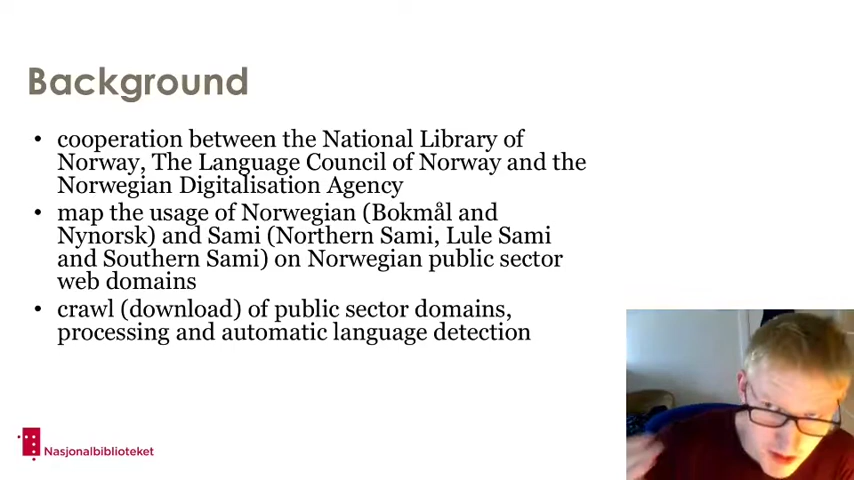 Background
• cooperation between the National Library of
Norway, The Language Council of Norway and the
Norwegian Digitalisation Agency
• map the usage of Norwegian (Bokmål and
Nynorsk) and Sami (Northern Sami, Lule Sami
and Southern Sami) on Norwegian public sector
web domains
• crawl (download) of public sector domains,
processing and automatic language detection
Nasjonalbiblioteket